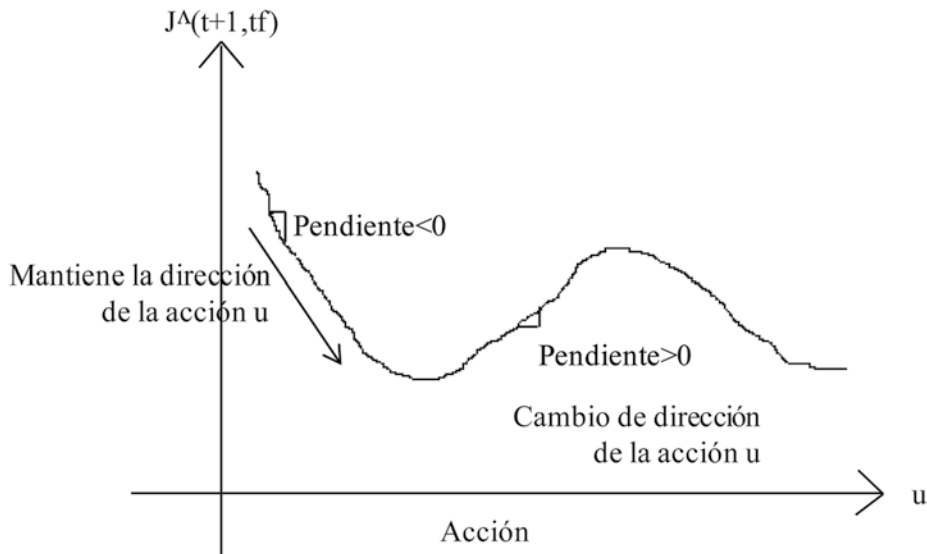 J^(t+1,tf)
Pendiente<0
Mantiene la dirección
de la acción u
Pendiente>0
Cambio de dirección
de la acción u
u
Acción